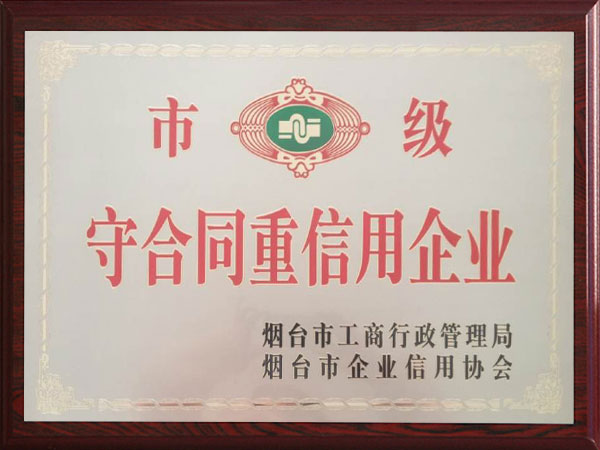 市 级
守合同重信用企业
烟台市工商行政管理局
烟台市企业信用协会